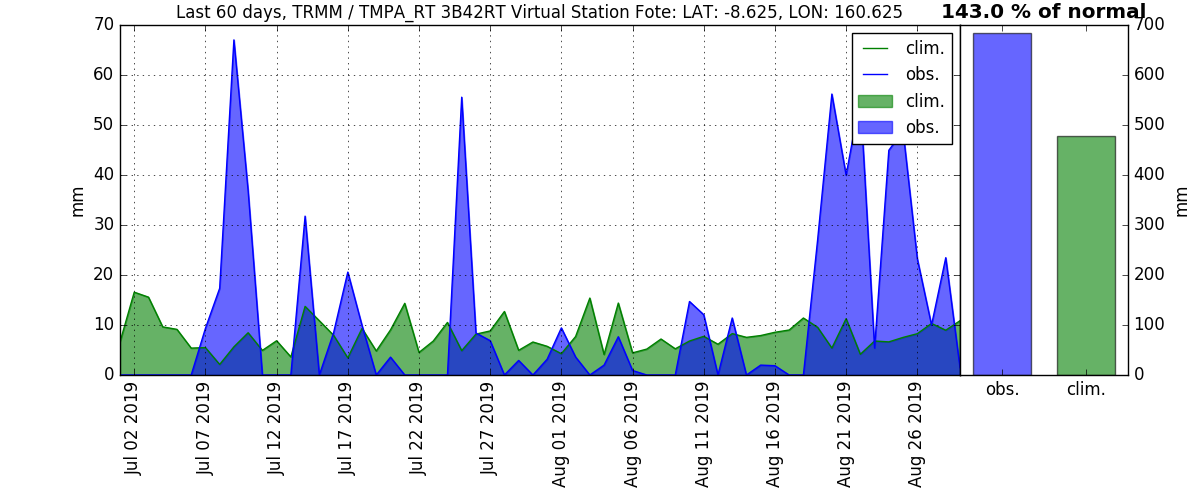 Last 60 days, TRMM / TMPA_RT 3B42RT Virtual Station Fote: LAT: -8.625, LON: 160.625
143.0 % of normal
70
60
50
40
30
20
10
0
mm
clim.
obs.
clim.
obs.
700
600
500
400
300
200
100
0
mm
Jul 02 2019
Jul 07 2019
Jul 12 2019
Jul 17 2019
Jul 22 2019
Jul 27 2019
Aug 01 2019
Aug 06 2019
Aug 11 2019
Aug 16 2019
Aug 21 2019
Aug 26 2019
obs.
clim.